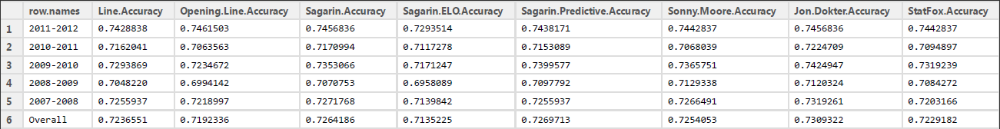 row.names Line.Accuracy Opening.Line.Accuracy Sagarin.Accuracy Sagarin.ELO.Accuracy Sagarin.Predictive.Accuracy Sonny.Moore.Accuracy Jon.Dokter.Accuracy StatFox.Accuracy
1 2011-2012 0.7428838 0.7461503 0.7456836 0.7293514 0.7438171 0.7442837 0.7456836 0.7442837
2 2010-2011 0.7162041 0.7063563 0.7170994 0.7117278 0.7153089 0.7068039 0.7224709 0.7094897
3 2009-2010 0.7293869 0.7234672 0.7353066 0.7171247 0.7399577 0.7365751 0.7424947 0.7319239
4 2008-2009 0.7048220 0.6994142 0.7070753 0.6958089 0.7097792 0.7129338 0.7120324 0.7084272
5 2007-2008 0.7255937 0.7218997 0.7271768 0.7139842 0.7255937 0.7266491 0.7319261 0.7203166
6 Overall 0.7236551 0.7192336 0.7264186 0.7135225 0.7269713 0.7254053 0.7309322 0.7229182